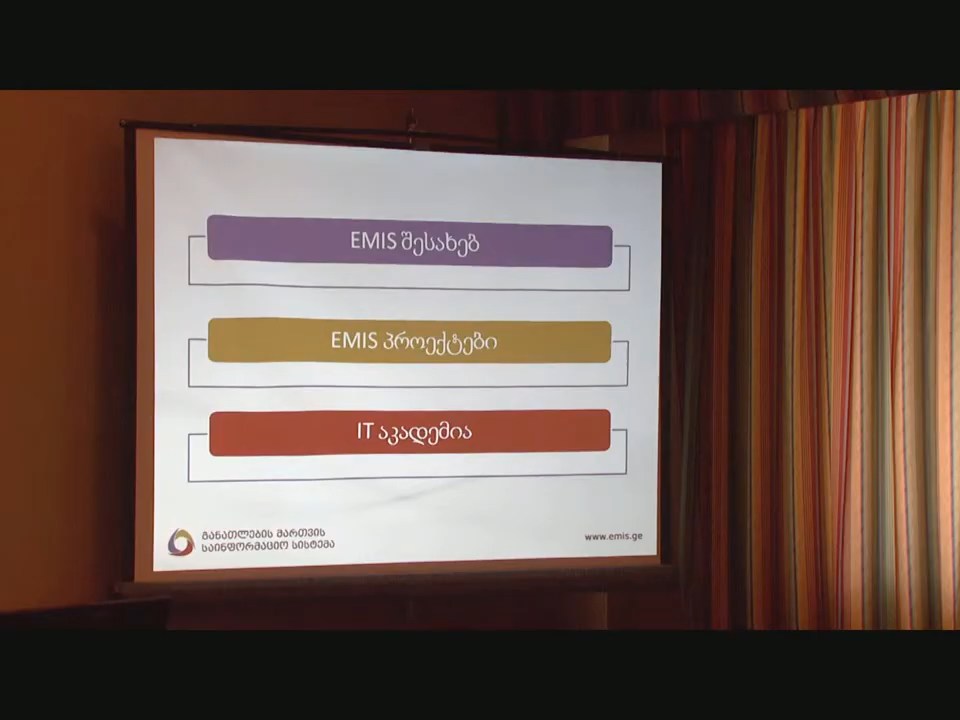 EMIS შესახებ
EMIS პროექტები
IT აკადემია
განათლების მართვის
საინფორმაციო სისტემა
www.emis.ge